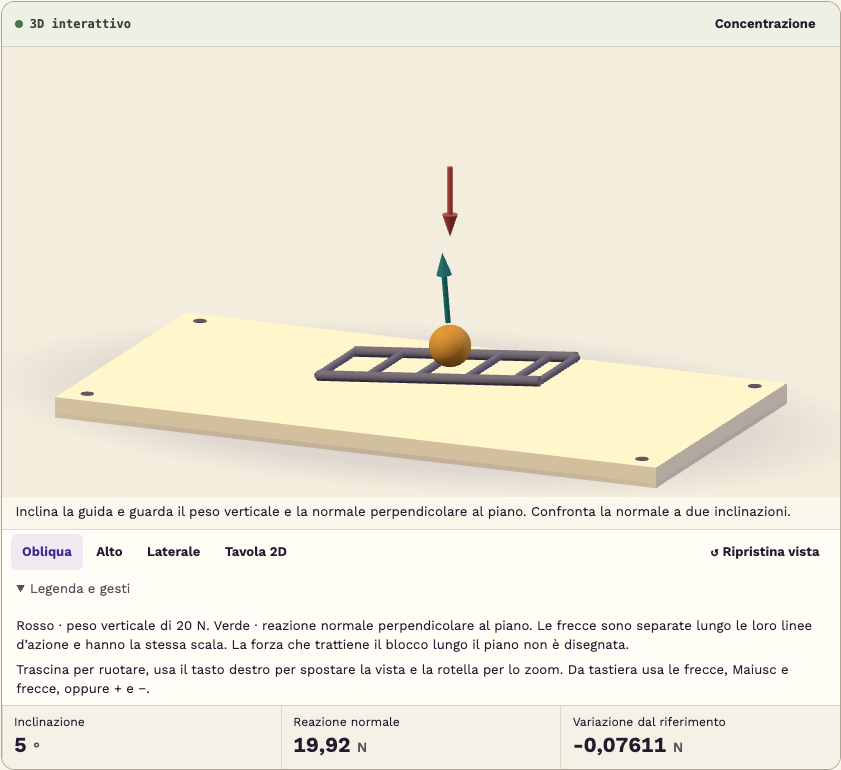 3D interattivo
Concentrazione
Inclina la guida e guarda il peso verticale e la normale perpendicolare al piano. Confronta la normale a due inclinazioni.
Obliqua
Alto
Laterale
Tavola 2D
↺ Ripristina vista
▼ Legenda e gesti
Rosso · peso verticale di 20 N. Verde · reazione normale perpendicolare al piano. Le frecce sono separate lungo le loro linee
d’azione e hanno la stessa scala. La forza che trattiene il blocco lungo il piano non è disegnata.
Trascina per ruotare, usa il tasto destro per spostare la vista e la rotella per lo zoom. Da tastiera usa le frecce, Maiusc e
frecce, oppure + e −.
Inclinazione
5 °
Reazione normale
19,92 N
Variazione dal riferimento
-0,07611 N